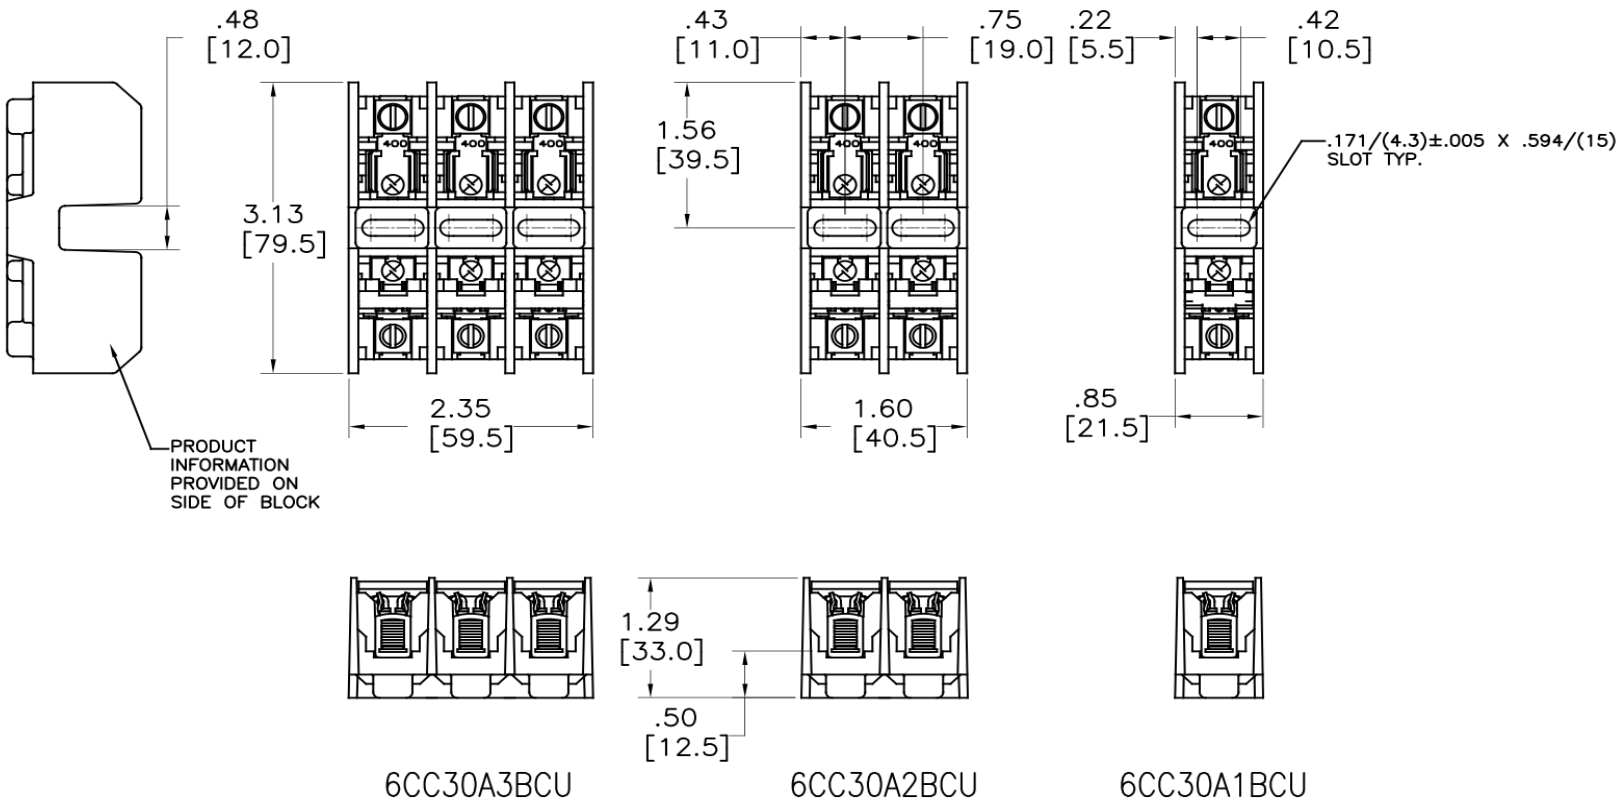 .48
[12.0]
.43
[11.0]
.75
[19.0]
.22
[5.5]
.42
[10.5]
3.13
[79.5]
1.56
[39.5]
.171/(4.3)±.005 X .594/(15)
SLOT TYP.
400 400 400
400 400
400
2.35
[59.5]
1.60
[40.5]
.85
[21.5]
PRODUCT
INFORMATION
PROVIDED ON
SIDE OF BLOCK
1.29
[33.0]
.50
[12.5]
6CC30A3BCU
6CC30A2BCU
6CC30A1BCU